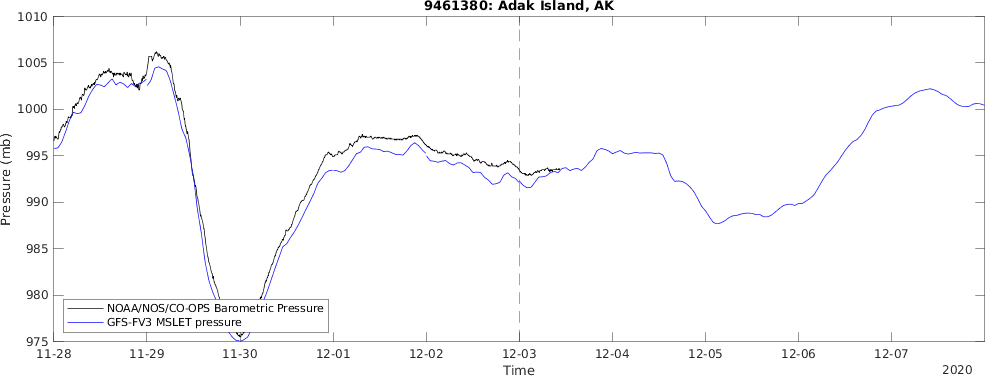 9461380: Adak Island, AK
Pressure (mb)
1010
1005
1000
995
990
985
980
975
NOAA/NOS/CO-OPS Barometric Pressure
GFS-FV3 MSLET pressure
11-28 11-29 11-30 12-01 12-02 12-03 12-04 12-05 12-06 12-07
Time
2020